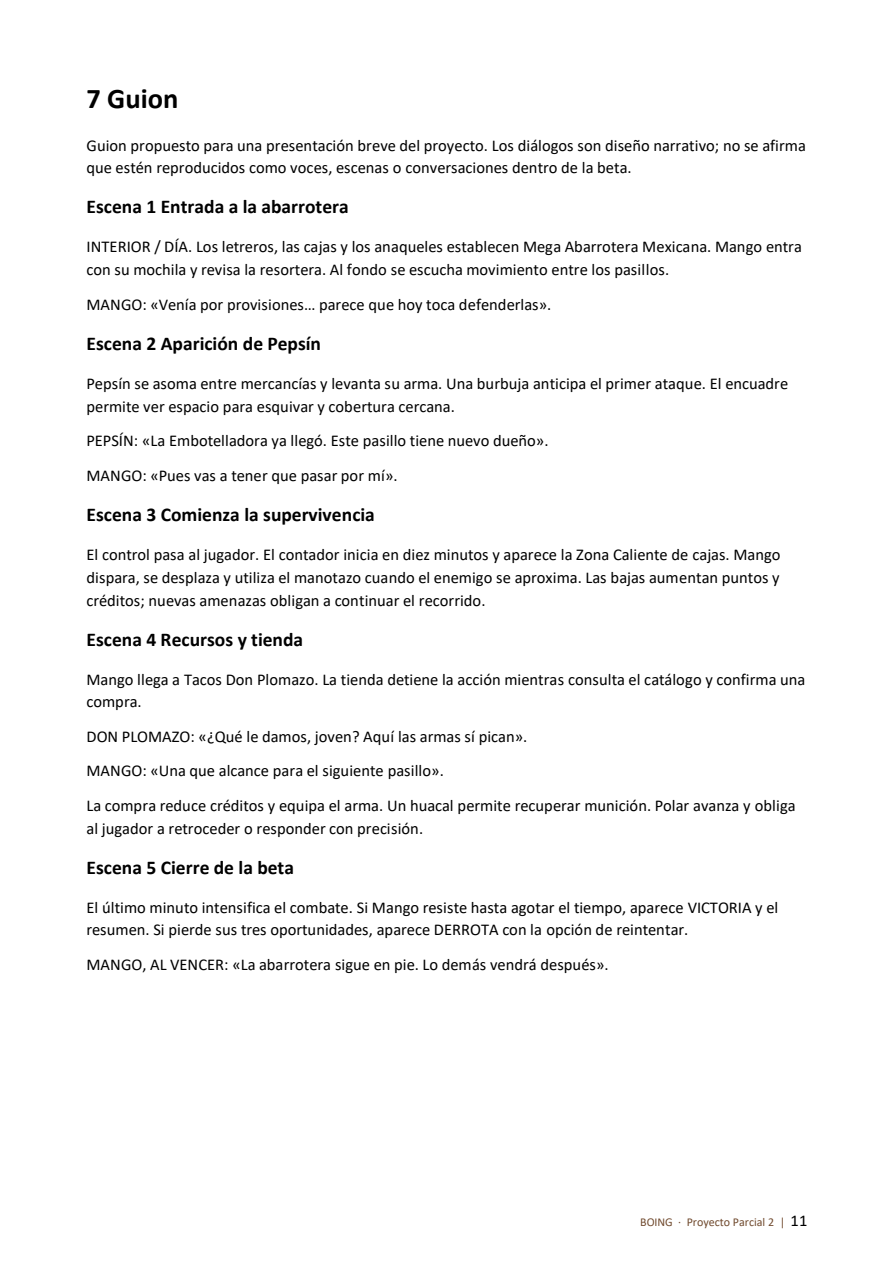 7 Guion
Guion propuesto para una presentación breve del proyecto. Los diálogos son diseño narrativo; no se afirma
que estén reproducidos como voces, escenas o conversaciones dentro de la beta.
Escena 1 Entrada a la abarrotera
INTERIOR / DÍA. Los letreros, las cajas y los anaqueles establecen Mega Abarrotera Mexicana. Mango entra
con su mochila y revisa la resortera. Al fondo se escucha movimiento entre los pasillos.
MANGO: «Venía por provisiones… parece que hoy toca defenderlas».
Escena 2 Aparición de Pepsín
Pepsín se asoma entre mercancías y levanta su arma. Una burbuja anticipa el primer ataque. El encuadre
permite ver espacio para esquivar y cobertura cercana.
PEPSÍN: «La Embotelladora ya llegó. Este pasillo tiene nuevo dueño».
MANGO: «Pues vas a tener que pasar por mí».
Escena 3 Comienza la supervivencia
El control pasa al jugador. El contador inicia en diez minutos y aparece la Zona Caliente de cajas. Mango
dispara, se desplaza y utiliza el manotazo cuando el enemigo se aproxima. Las bajas aumentan puntos y
créditos; nuevas amenazas obligan a continuar el recorrido.
Escena 4 Recursos y tienda
Mango llega a Tacos Don Plomazo. La tienda detiene la acción mientras consulta el catálogo y confirma una
compra.
DON PLOMAZO: «¿Qué le damos, joven? Aquí las armas sí pican».
MANGO: «Una que alcance para el siguiente pasillo».
La compra reduce créditos y equipa el arma. Un huacal permite recuperar munición. Polar avanza y obliga
al jugador a retroceder o responder con precisión.
Escena 5 Cierre de la beta
El último minuto intensifica el combate. Si Mango resiste hasta agotar el tiempo, aparece VICTORIA y el
resumen. Si pierde sus tres oportunidades, aparece DERROTA con la opción de reintentar.
MANGO, AL VENCER: «La abarrotera sigue en pie. Lo demás vendrá después».
BOING · Proyecto Parcial 2 | 11